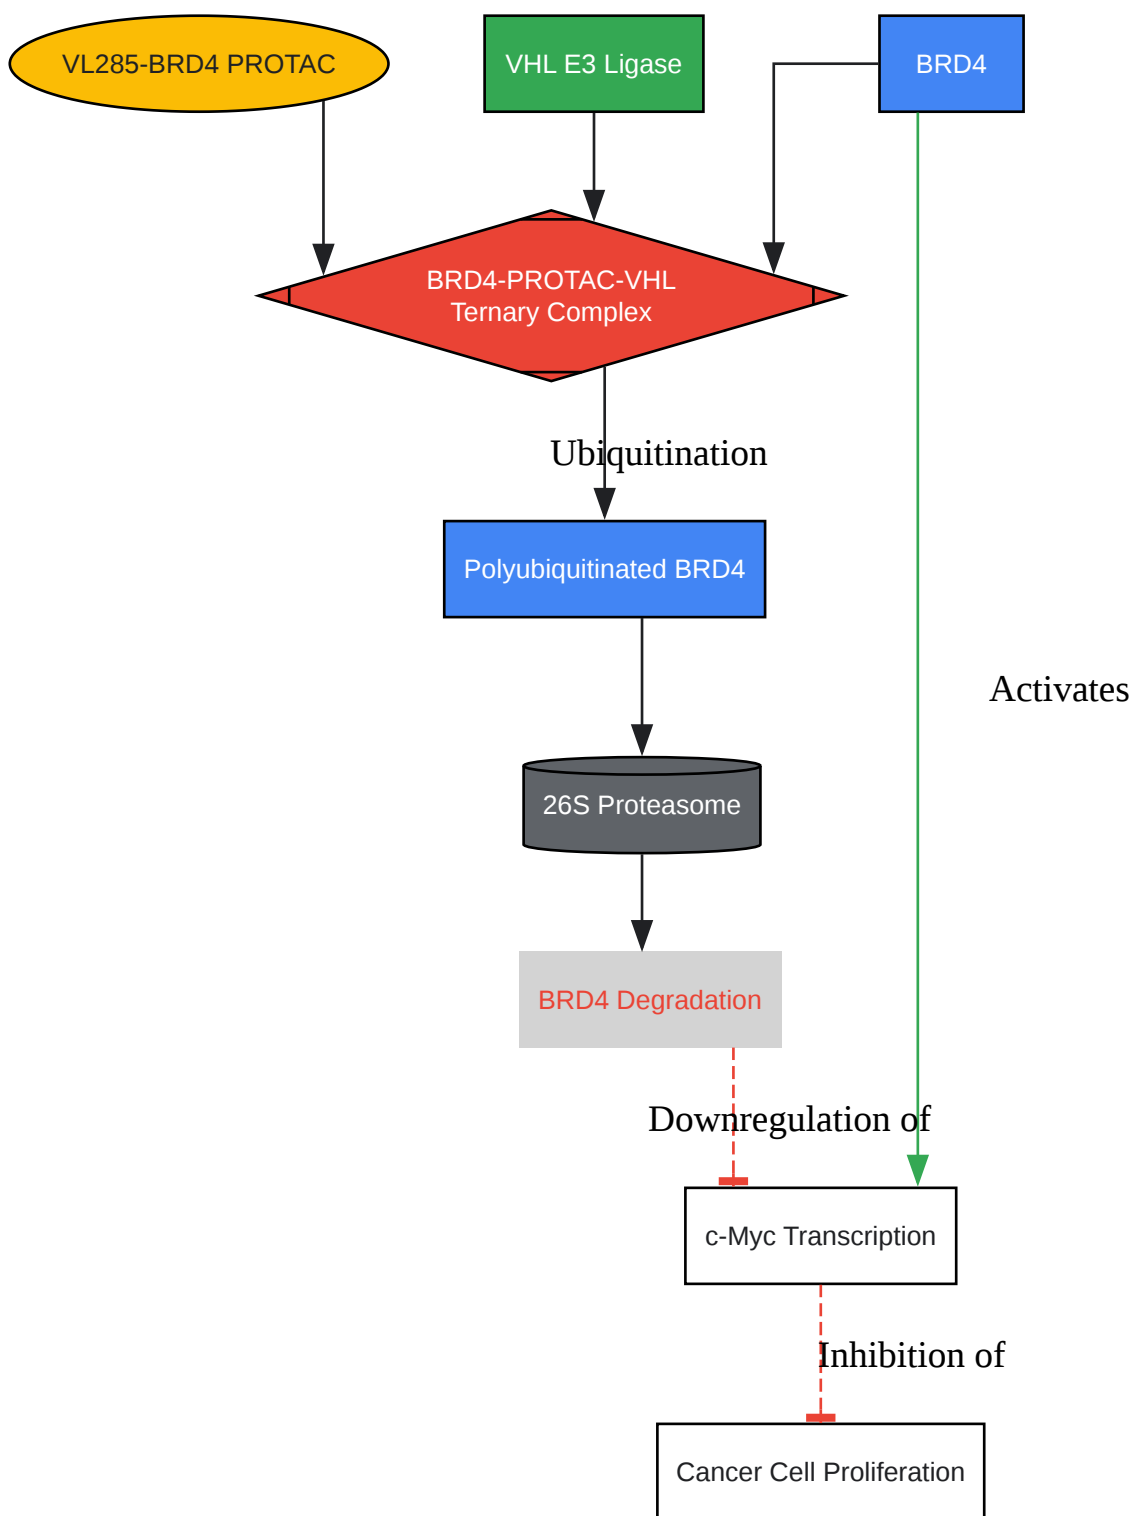 VL285-BRD4 PROTAC
VHL E3 Ligase
BRD4
BRD4-PROTAC-VHL
Ternary Complex
Ubiquitination
Polyubiquitinated BRD4
Activates
26S Proteasome
BRD4 Degradation
Downregulation of
c-Myc Transcription
Inhibition of
Cancer Cell Proliferation